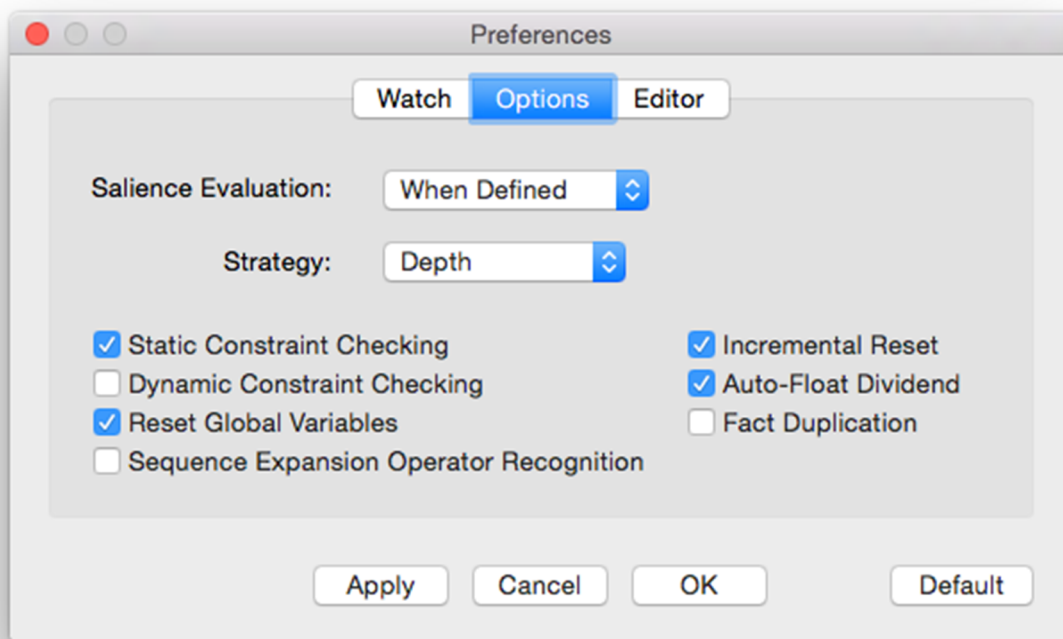 Preferences
Watch Options Editor
Salience Evaluation: When Defined
Strategy: Depth
Static Constraint Checking Incremental Reset
Dynamic Constraint Checking Auto-Float Dividend
Reset Global Variables Fact Duplication
Sequence Expansion Operator Recognition
Apply Cancel OK Default